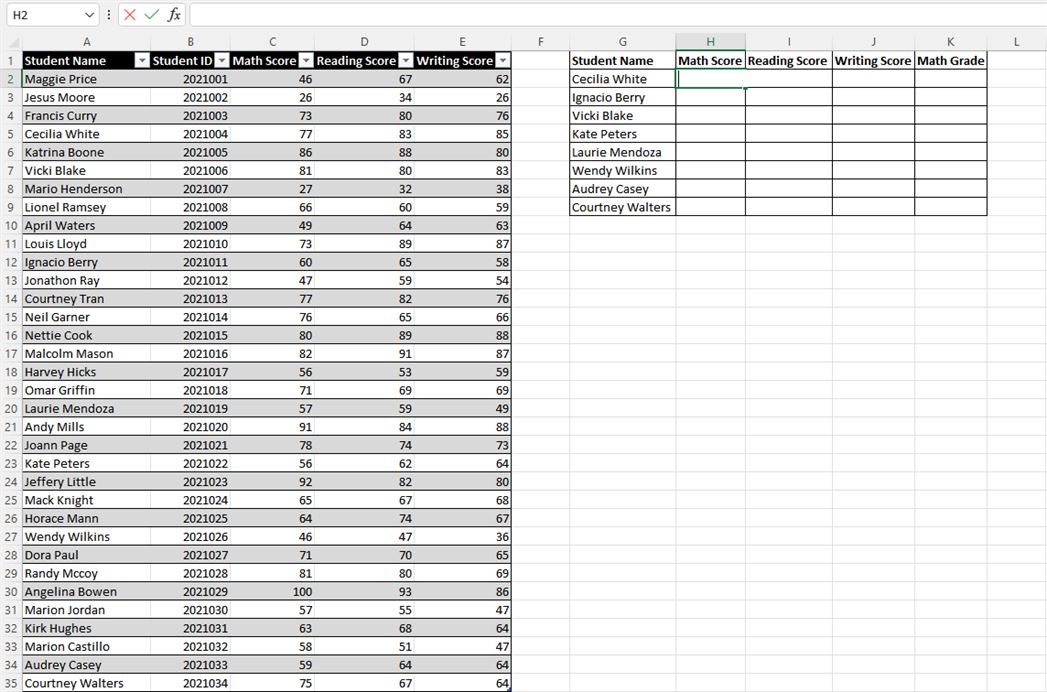 H2 fx
A B C D E F G H I J K L
1 Student Name Student ID Math Score Reading Score Writing Score Student Name Math Score Reading Score Writing Score Math Grade
2 Maggie Price 2021001 46 67 62 Cecilia White
3 Jesus Moore 2021002 26 34 26 Ignacio Berry
4 Francis Curry 2021003 73 80 76 Vicki Blake
5 Cecilia White 2021004 77 83 85 Kate Peters
6 Katrina Boone 2021005 86 88 80 Laurie Mendoza
7 Vicki Blake 2021006 81 80 83 Wendy Wilkins
8 Mario Henderson 2021007 27 32 38 Audrey Casey
9 Lionel Ramsey 2021008 66 60 59 Courtney Walters
10 April Waters 2021009 49 64 63
11 Louis Lloyd 2021010 73 89 87
12 Ignacio Berry 2021011 60 65 58
13 Jonathon Ray 2021012 47 59 54
14 Courtney Tran 2021013 77 82 76
15 Neil Garner 2021014 76 65 66
16 Nettie Cook 2021015 80 89 88
17 Malcolm Mason 2021016 82 91 87
18 Harvey Hicks 2021017 56 53 59
19 Omar Griffin 2021018 71 69 69
20 Laurie Mendoza 2021019 57 59 49
21 Andy Mills 2021020 91 84 88
22 Joann Page 2021021 78 74 73
23 Kate Peters 2021022 56 62 64
24 Jeffery Little 2021023 92 82 80
25 Mack Knight 2021024 65 67 68
26 Horace Mann 2021025 64 74 67
27 Wendy Wilkins 2021026 46 47 36
28 Dora Paul 2021027 71 70 65
29 Randy Mccoy 2021028 81 80 69
30 Angelina Bowen 2021029 100 93 86
31 Marion Jordan 2021030 57 55 47
32 Kirk Hughes 2021031 63 68 64
33 Marion Castillo 2021032 58 51 47
34 Audrey Casey 2021033 59 64 64
35 Courtney Walters 2021034 75 67 64